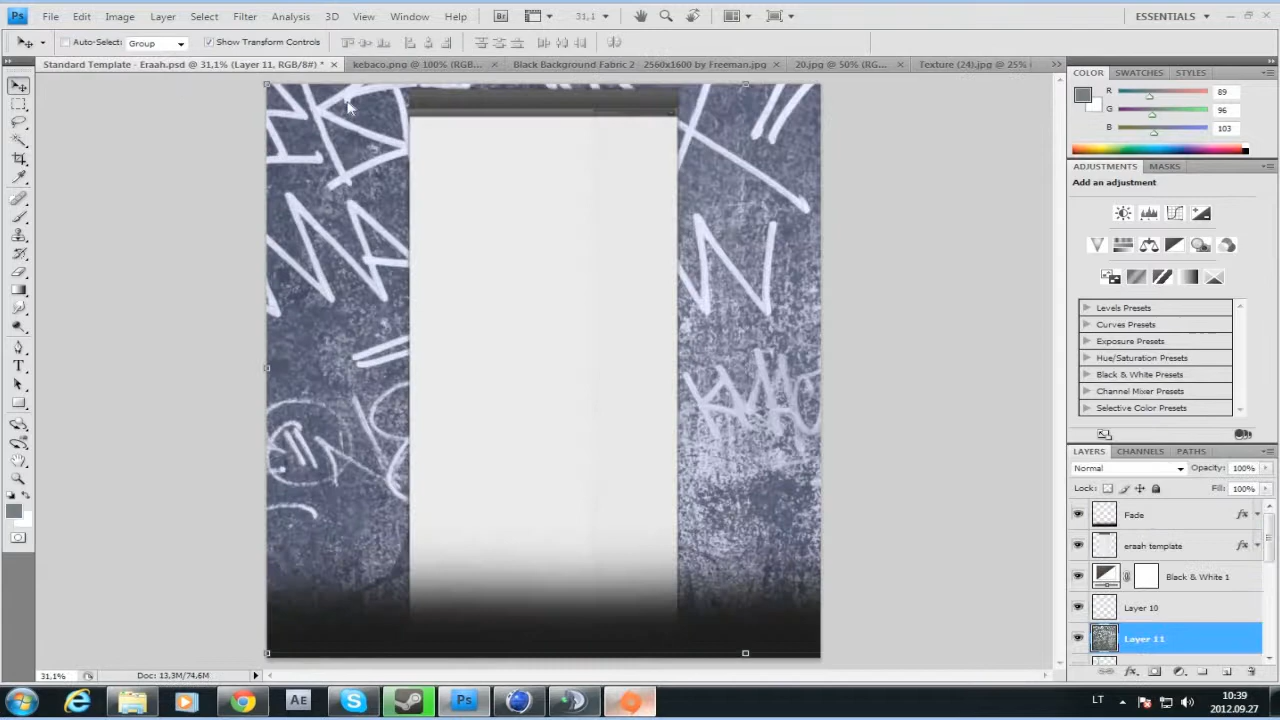 Ps File Edit Image Layer Select Filter Analysis 3D View Window Help Br 31,1 ESSENTIALS
Auto-Select: Group Show Transform Controls
Standard Template - Eraah.psd @ 31,1% (Layer 11, RGB/8#) * kebaco.png @ 100% (RGB... Black Background Fabric 2 2560x1600 by Freeman.jpg 20.jpg @ 50% (RG... Texture (24).jpg @ 25%
COLOR SWATCHES STYLES
R 89
G 96
B 103
ADJUSTMENTS MASKS
Add an adjustment
Levels Presets
Curves Presets
Exposure Presets
Hue/Saturation Presets
Black & White Presets
Channel Mixer Presets
Selective Color Presets
LAYERS CHANNELS PATHS
Normal Opacity: 100%
Lock: Fill: 100%
Fade fx
eraah template fx
Black & White 1
Layer 10
Layer 11
31,1% Doc: 13,3M/74,6M
AE Ps LT 10:39
2012.09.27